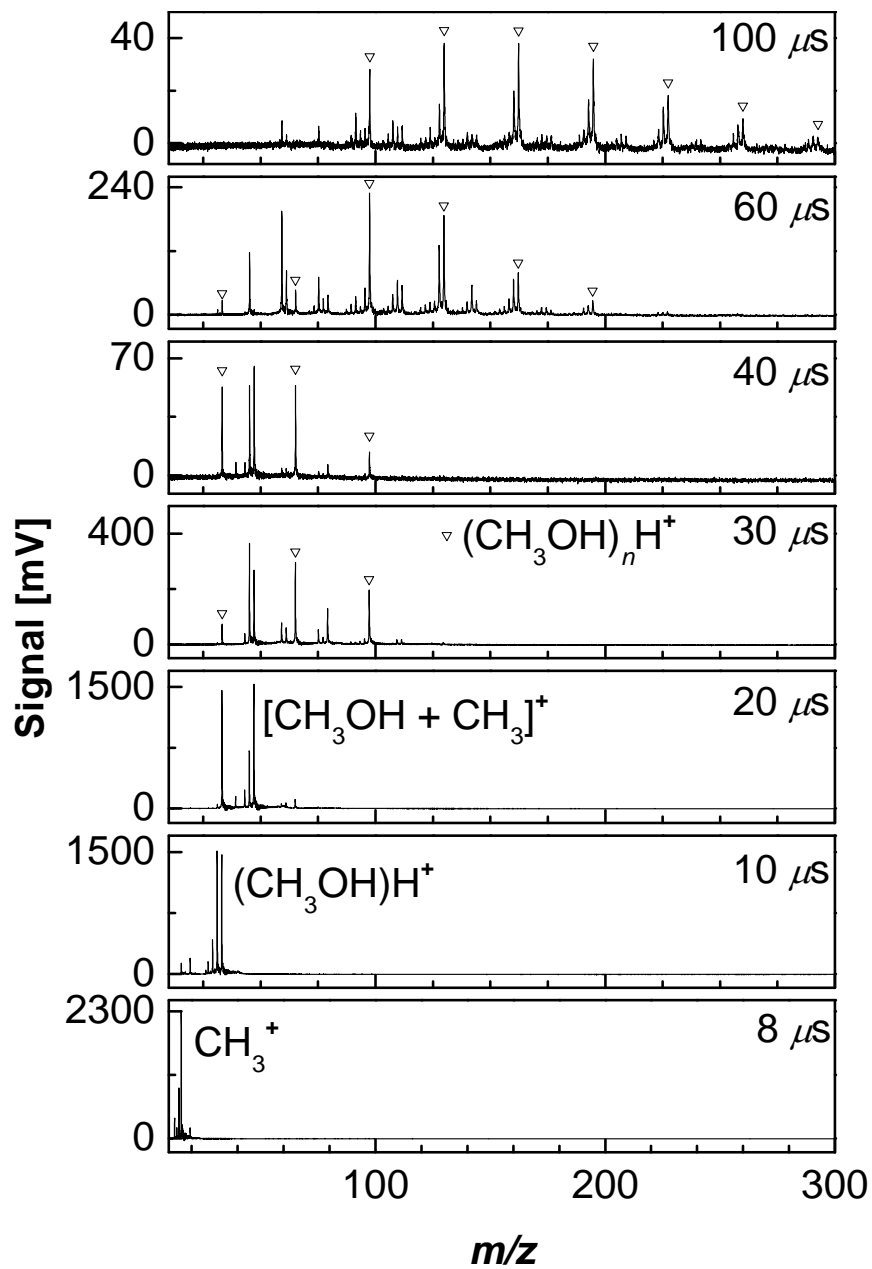 40
0
100 μs
240
0
60 μs
70
0
40 μs
400
0
▿ (CH₃OH)ₙH⁺
30 μs
1500
0
[CH₃OH + CH₃]⁺
20 μs
1500
0
(CH₃OH)H⁺
10 μs
2300
0
CH₃⁺
8 μs
Signal [mV]
100 200 300
m/z